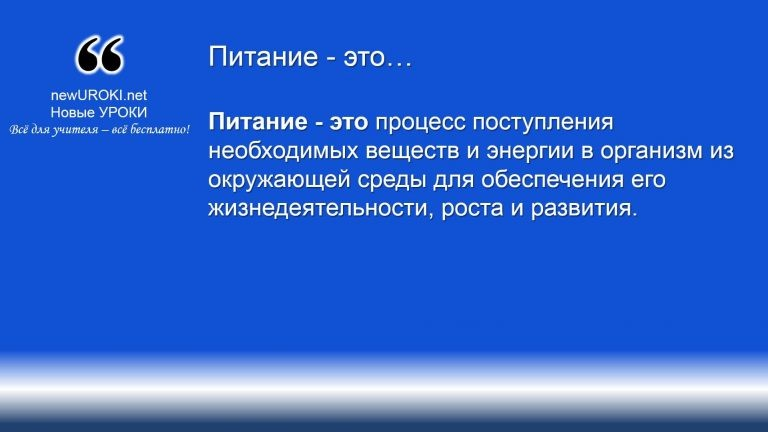 newUROKI.net
Новые УРОКИ
Всё для учителя – всё бесплатно!
Питание - это…
Питание - это процесс поступления
необходимых веществ и энергии в организм из
окружающей среды для обеспечения его
жизнедеятельности, роста и развития.